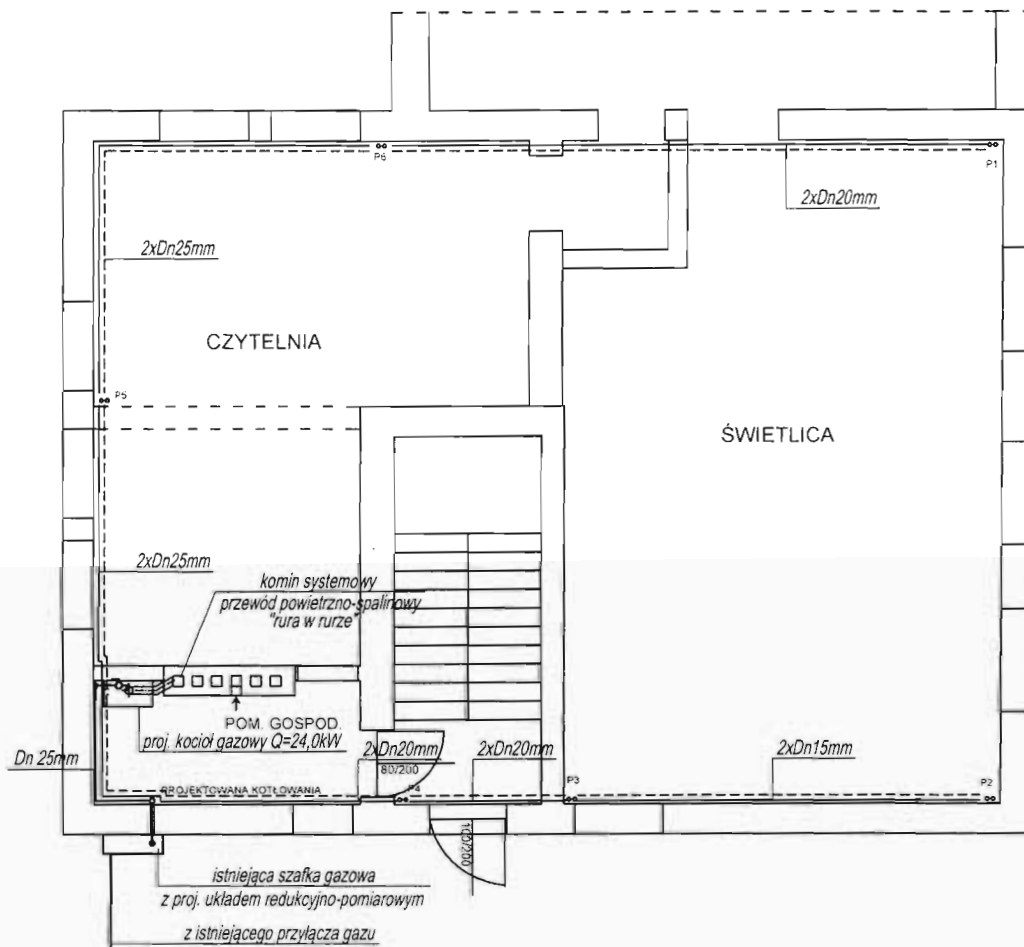 P6
P1
2xDn20mm
2xDn25mm
CZYTELNIA
P5
ŚWIETLICA
2xDn25mm
komin systemowy
przewód powietrzno-spalinowy
"rura w rurze"
POM. GOSPOD.
proj. kocioł gazowy Q=24,0kW
Dn 25mm
2xDn20mm
2xDn20mm
2xDn15mm
80/200
PROJEKTOWANA KOTŁOWANIA
P4
P3
P2
100/200
istniejąca szafka gazowa
z proj. układem redukcyjno-pomiarowym
z istniejącego przyłącza gazu